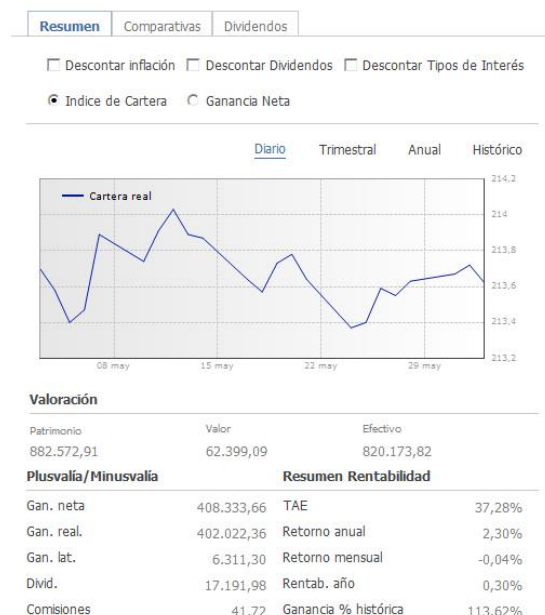 Resumen Comparativas Dividendos
Descontar inflación Descontar Dividendos Descontar Tipos de Interés
Indice de Cartera Ganancia Neta
Diario Trimestral Anual Histórico
Cartera real
214,2
214
213,8
213,6
213,4
213,2
08 may 15 may 22 may 29 may
Valoración
Patrimonio Valor Efectivo
882.572,91 62.399,09 820.173,82
Plusvalía/Minusvalía Resumen Rentabilidad
Gan. neta 408.333,66 TAE 37,28%
Gan. real. 402.022,36 Retorno anual 2,30%
Gan. lat. 6.311,30 Retorno mensual -0,04%
Divid. 17.191,98 Rentab. año 0,30%
Comisiones 41,72 Ganancia % histórica 113,62%